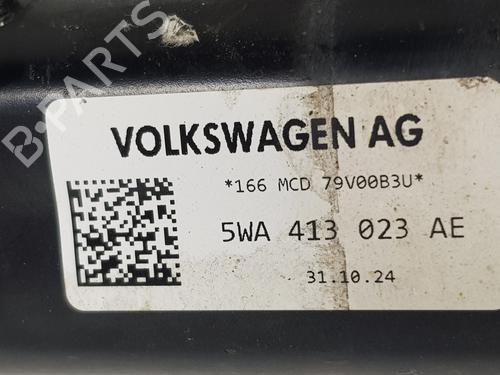 B-PARTS
VOLKSWAGEN AG
*166 MCD 79V00B3U*
5WA 413 023 AE
31.10.24